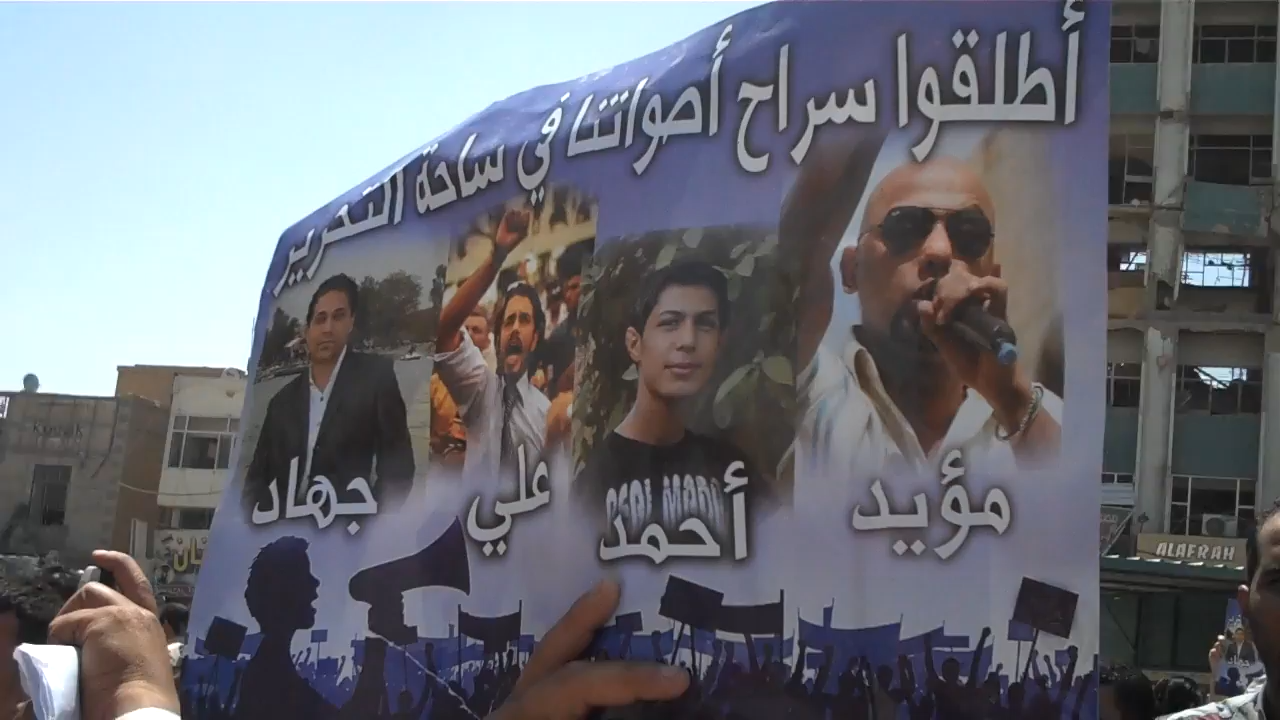 أطلقوا سراح أصواتنا في ساحة التحرير
مؤيد
أحمد
علي
جهاد
ALAFRAH